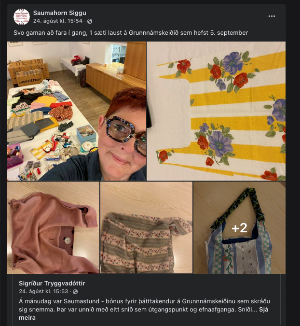 Saumahorn Siggu
24. ágúst kl. 15:54 ·
Svo gaman að fara í gang, 1 sæti laust á Grunnnámskeiðið sem hefst 5. september
+2
Sigríður Tryggvadóttir
24. ágúst kl. 15:53 ·
Á mánudag var Saumastund - bónus fyrir þátttakendur á Grunnnámskeiðinu sem skráðu
sig snemma. Þar var unnið með eitt snið sem útgangspunkt og efnaafganga. Sniði... Sjá
meira